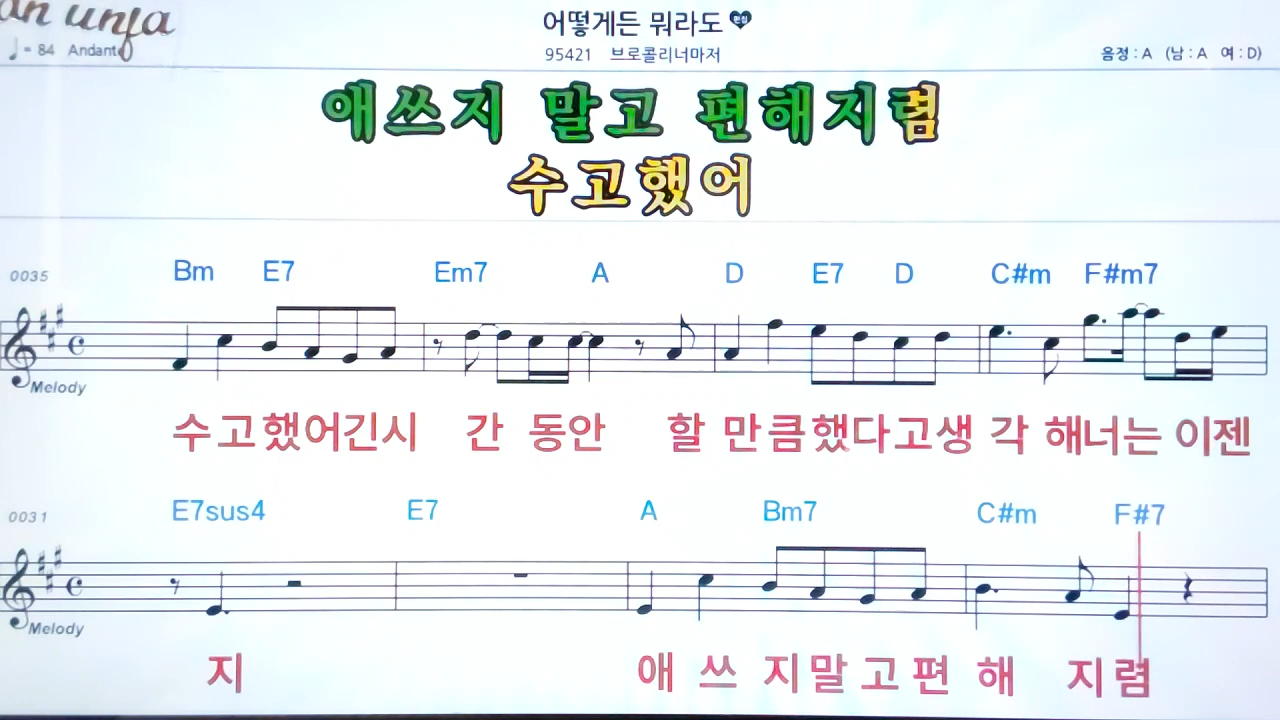 어떻게든 뭐라도
♩= 84 Andante
95421 브로콜리너마저
음정 : A (남 : A 여 : D)
애쓰지 말고 편해지렴
수고했어
0035 Bm E7 Em7 A D E7 D C#m F#m7
Melody
수고했어긴시 간 동안 할 만큼했다고생 각 해너는 이젠
0031 E7sus4 E7 A Bm7 C#m F#7
Melody
지 애 쓰 지말 고 편 해 지렴